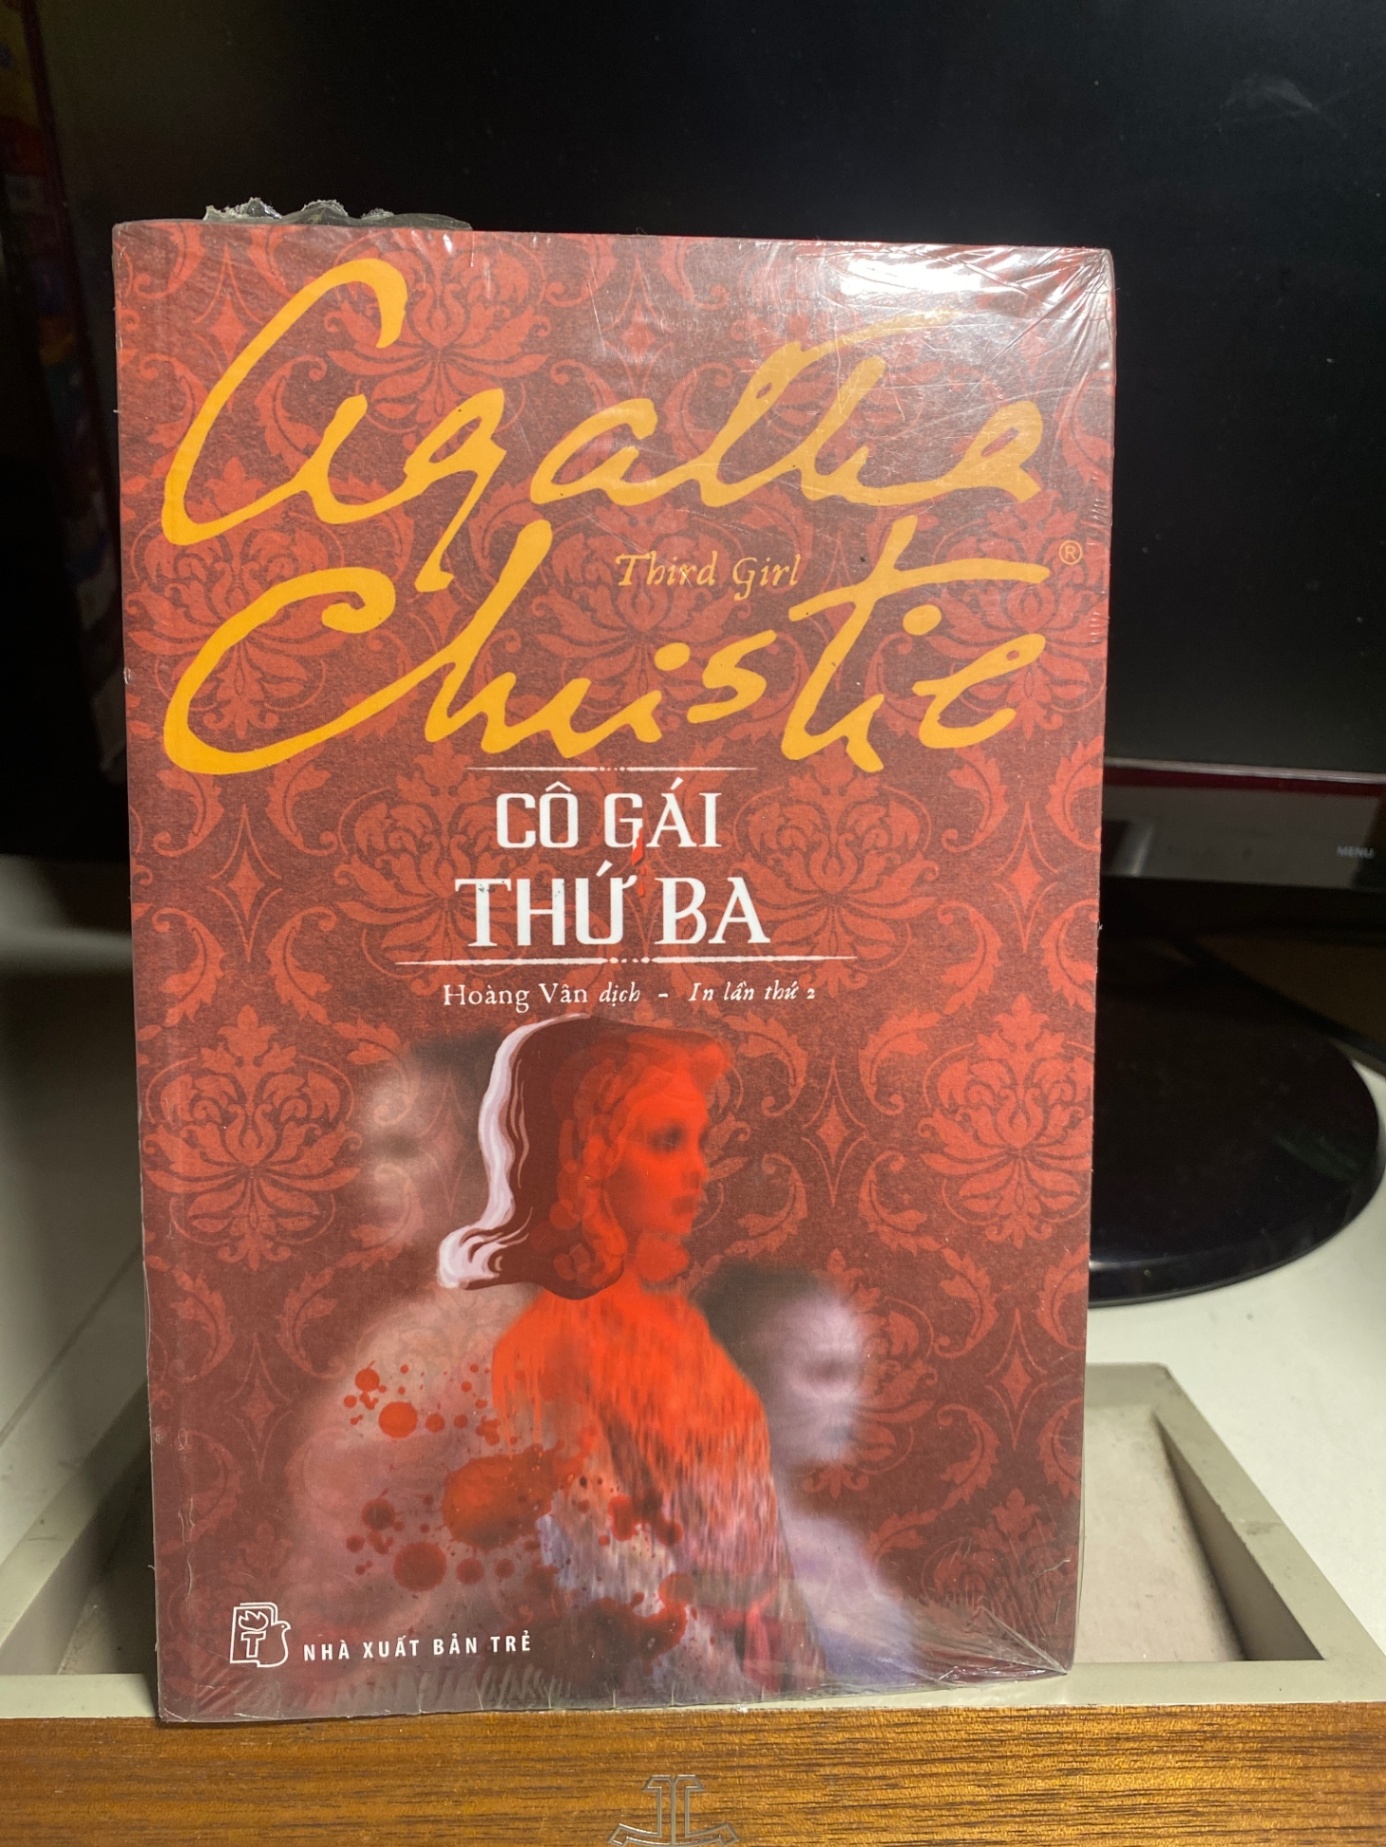 Agatha
Third Girl
Christie®
CÔ GÁI
THỨ BA
Hoàng Vân dịch - In lần thứ 2
T
NHÀ XUẤT BẢN TRẺ
MENU